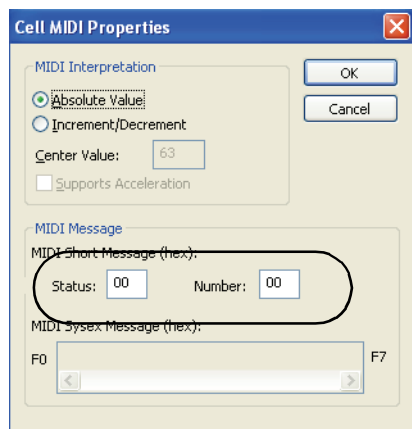 Cell MIDI Properties
MIDI Interpretation
OK
Absolute Value
Cancel
Increment/Decrement
Center Value: 63
Supports Acceleration
MIDI Message
MIDI Short Message (hex):
Status: 00 Number: 00
MIDI Sysex Message (hex):
F0 F7